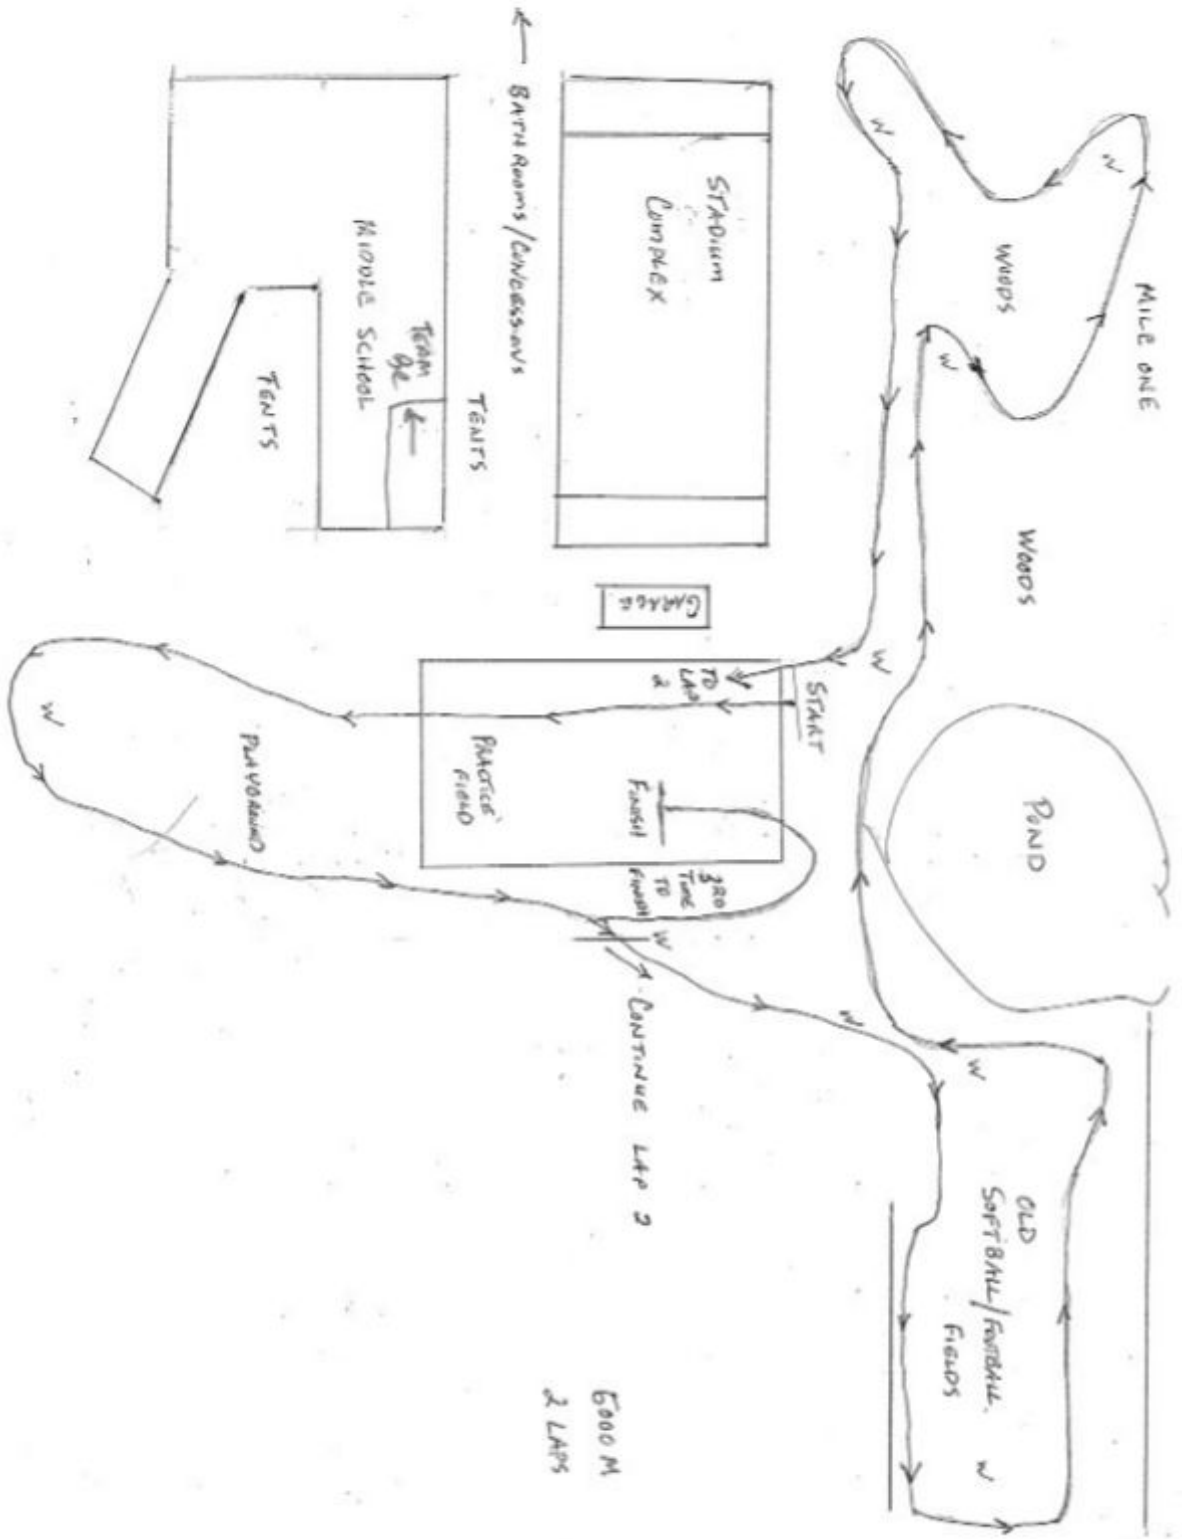 MILE ONE
W
WOODS
W
W
WOODS
W
POND
W
START
TO
LAP
2
STADIUM
COMPLEX
GARAGE
← BATHROOMS/CONCESSIONS
TENTS
TEAM
MIDDLE SCHOOL
TENTS
PRACTICE
FIELD
FINISH
3RD
TIME
TO
FINISH
W
CONTINUE LAP 2
W
W
OLD
SOFTBALL/FOOTBALL
FIELDS
W
PLAYGROUND
W
5000 M
2 LAPS